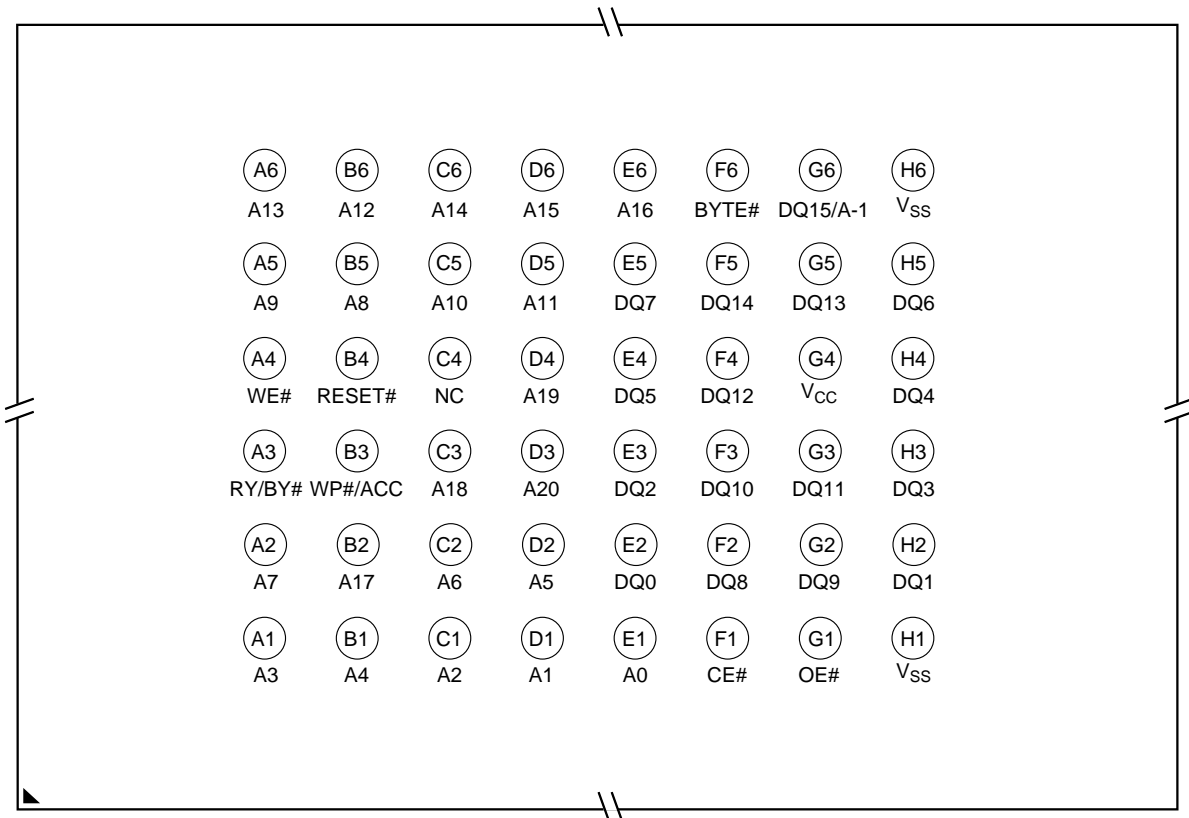 A6 B6 C6 D6 E6 F6 G6 H6
A13 A12 A14 A15 A16 BYTE# DQ15/A-1 VSS
A5 B5 C5 D5 E5 F5 G5 H5
A9 A8 A10 A11 DQ7 DQ14 DQ13 DQ6
A4 B4 C4 D4 E4 F4 G4 H4
WE# RESET# NC A19 DQ5 DQ12 VCC DQ4
A3 B3 C3 D3 E3 F3 G3 H3
RY/BY# WP#/ACC A18 A20 DQ2 DQ10 DQ11 DQ3
A2 B2 C2 D2 E2 F2 G2 H2
A7 A17 A6 A5 DQ0 DQ8 DQ9 DQ1
A1 B1 C1 D1 E1 F1 G1 H1
A3 A4 A2 A1 A0 CE# OE# VSS